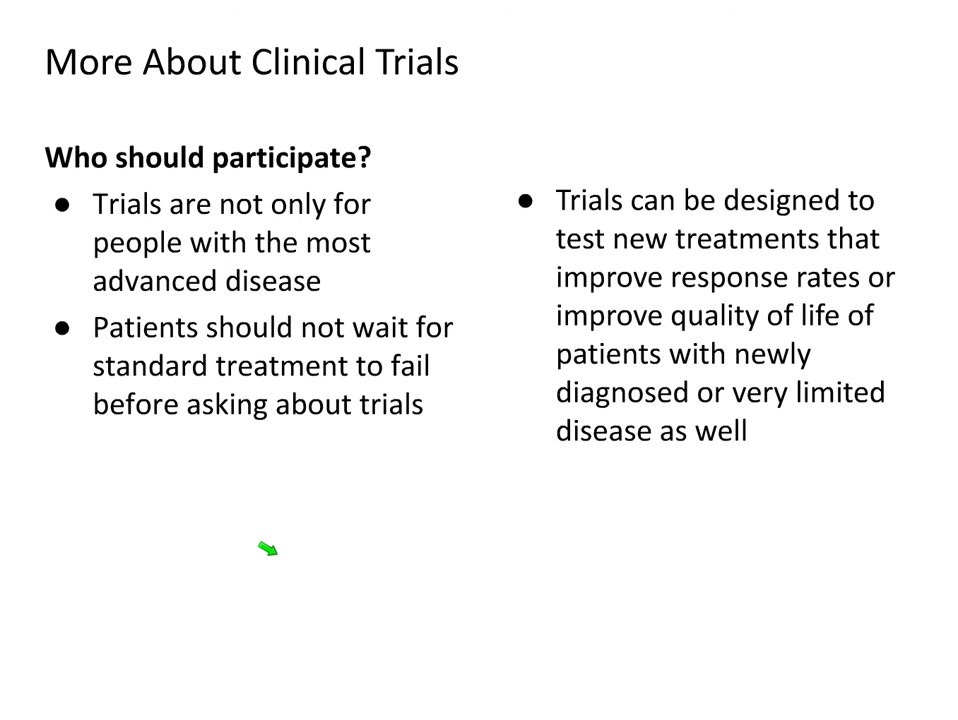 More About Clinical Trials
Who should participate?
● Trials are not only for
people with the most
advanced disease
● Patients should not wait for
standard treatment to fail
before asking about trials
● Trials can be designed to
test new treatments that
improve response rates or
improve quality of life of
patients with newly
diagnosed or very limited
disease as well